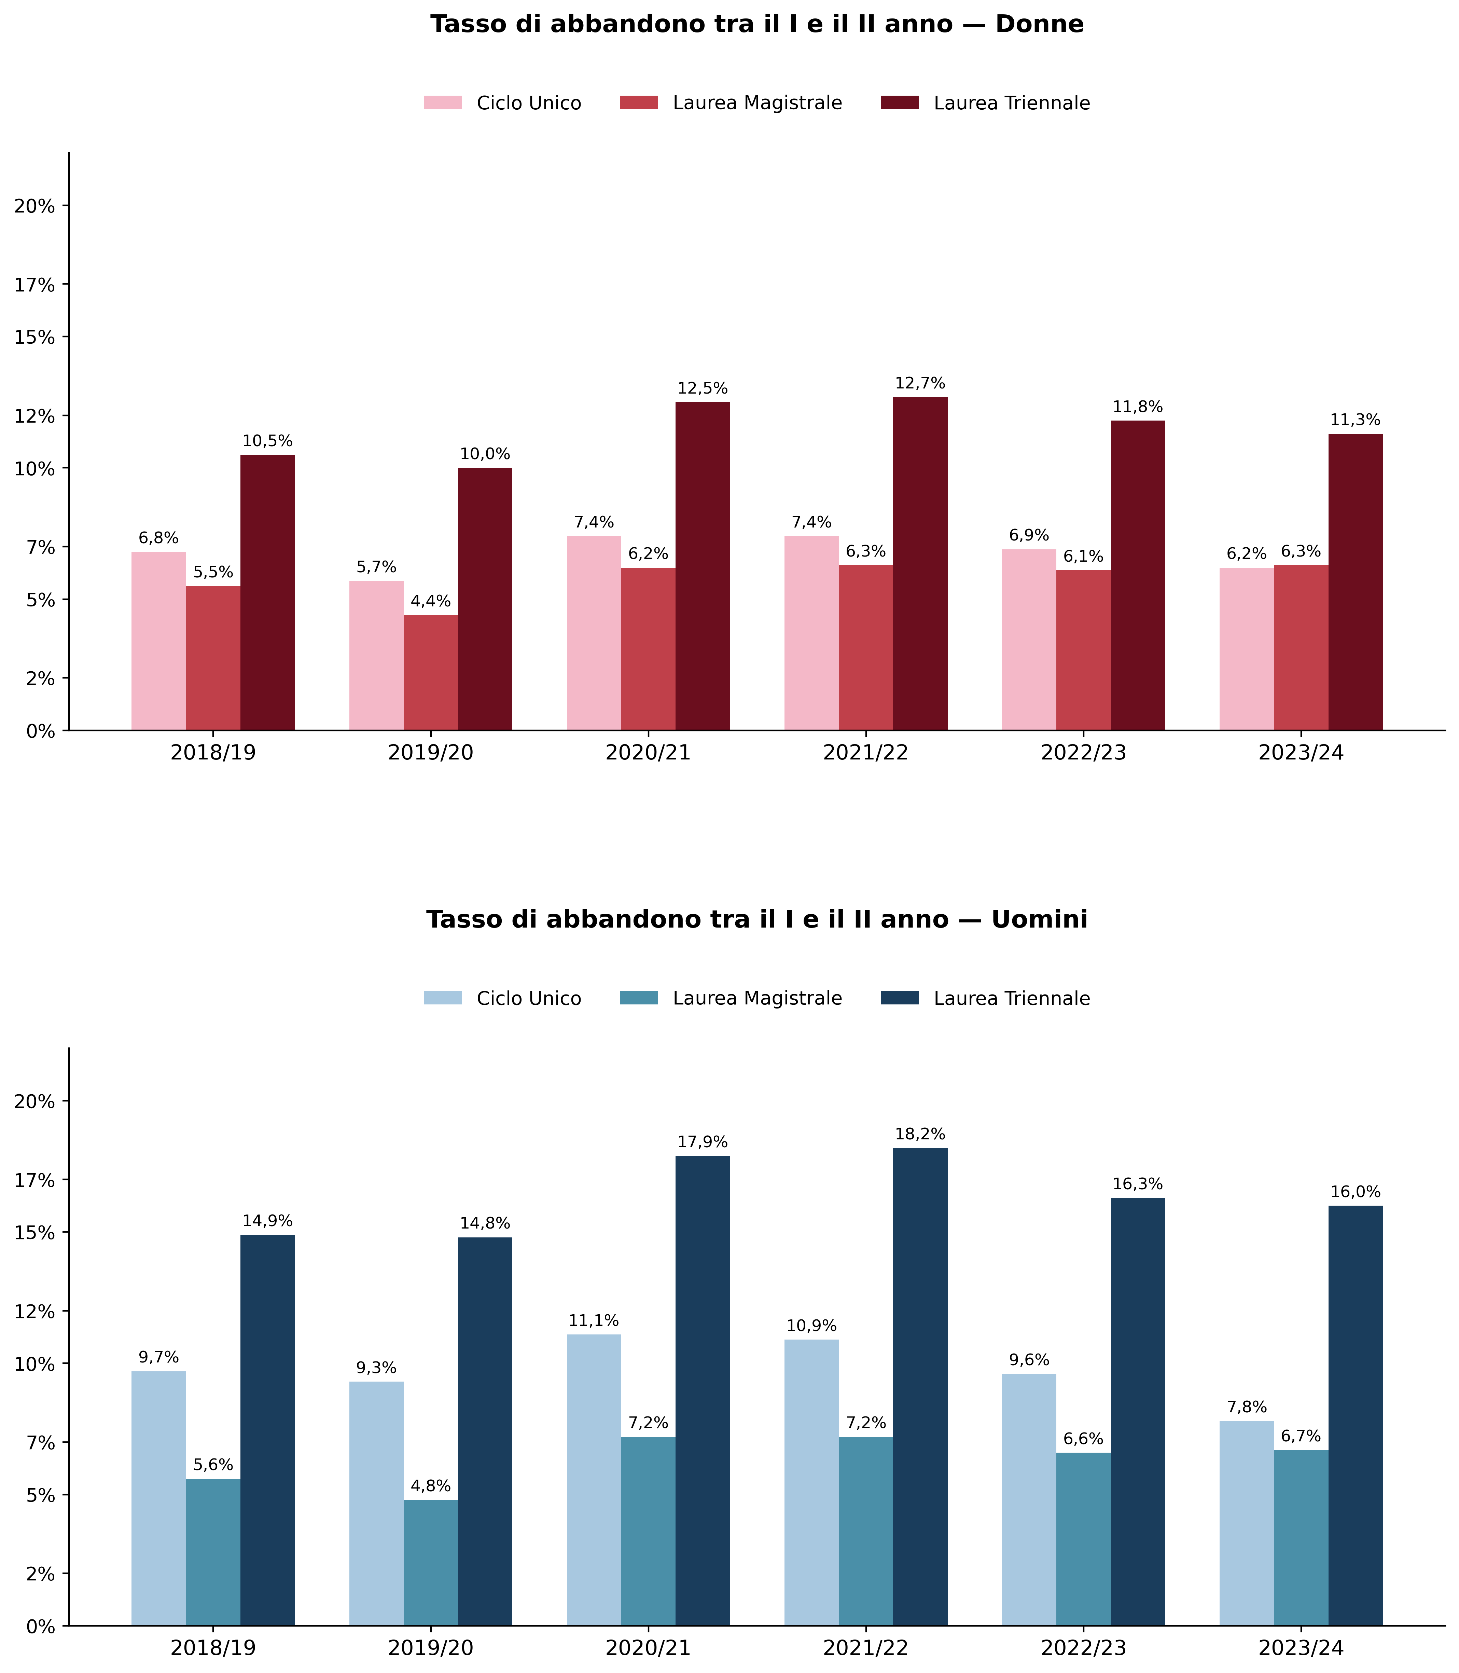 Tasso di abbandono tra il I e il II anno — Donne
Ciclo Unico Laurea Magistrale Laurea Triennale
20%
17%
15%
12%
10%
7%
5%
2%
0%
6,8% 5,5% 10,5%
5,7% 4,4% 10,0%
7,4% 6,2% 12,5%
7,4% 6,3% 12,7%
6,9% 6,1% 11,8%
6,2% 6,3% 11,3%
2018/19 2019/20 2020/21 2021/22 2022/23 2023/24
Tasso di abbandono tra il I e il II anno — Uomini
Ciclo Unico Laurea Magistrale Laurea Triennale
20%
17%
15%
12%
10%
7%
5%
2%
0%
9,7% 5,6% 14,9%
9,3% 4,8% 14,8%
11,1% 7,2% 17,9%
10,9% 7,2% 18,2%
9,6% 6,6% 16,3%
7,8% 6,7% 16,0%
2018/19 2019/20 2020/21 2021/22 2022/23 2023/24